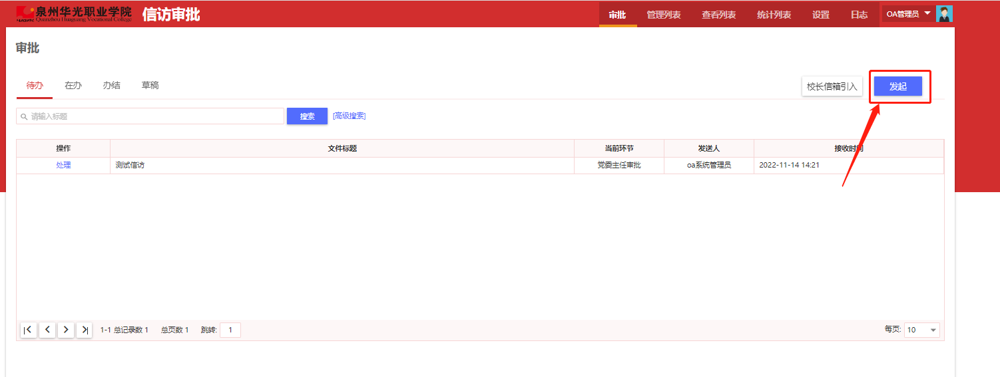 泉州华光职业学院
Quanzhou Huaguang Vocational College
信访审批
审批 管理列表 查看列表 统计列表 设置 日志 OA管理员
审批
待办 在办 办结 草稿
校长信箱引入 发起
请输入标题 搜索 [高级搜索]
操作 文件标题 当前环节 发送人 接收时间
处理 测试信访 党委主任审批 oa系统管理员 2022-11-14 14:21
1-1 总记录数 1 总页数 1 跳转: 1 每页: 10